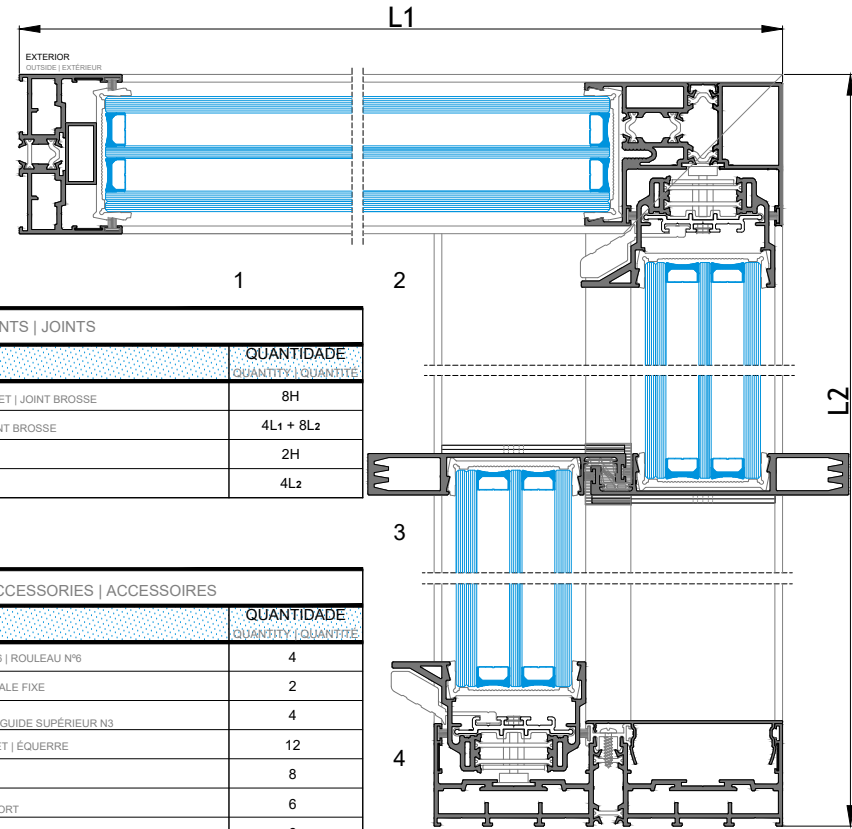 L1
EXTERIOR
OUTSIDE | EXTÉRIEUR
1
2
L2
NTS | JOINTS
QUANTIDADE
QUANTITY | QUANTITÉ
ET | JOINT BROSSE
8H
NT BROSSE
4L1 + 8L2
2H
4L2
3
CCESSORIES | ACCESSOIRES
QUANTIDADE
QUANTITY | QUANTITÉ
| ROULEAU Nº6
4
ALE FIXE
2
GUIDE SUPÉRIEUR N3
4
ET | ÉQUERRE
12
4
8
ORT
6